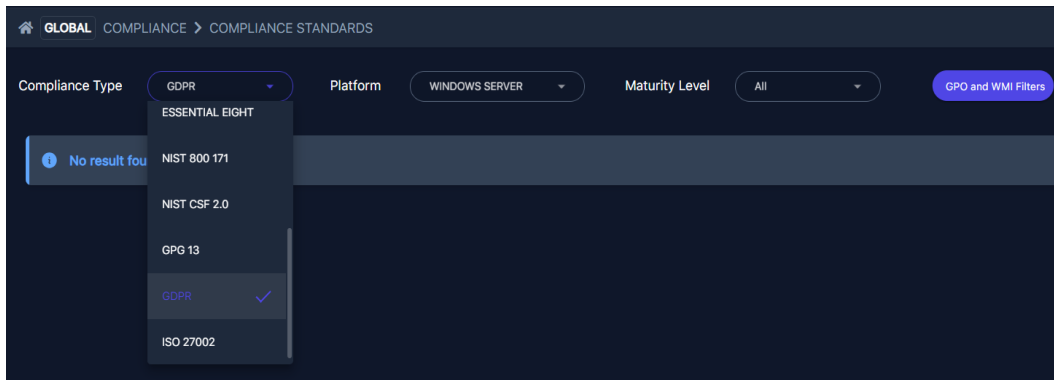 GLOBAL COMPLIANCE > COMPLIANCE STANDARDS
Compliance Type GDPR Platform WINDOWS SERVER Maturity Level All GPO and WMI Filters
ESSENTIAL EIGHT
No result fou
NIST 800 171
NIST CSF 2.0
GPG 13
GDPR
ISO 27002